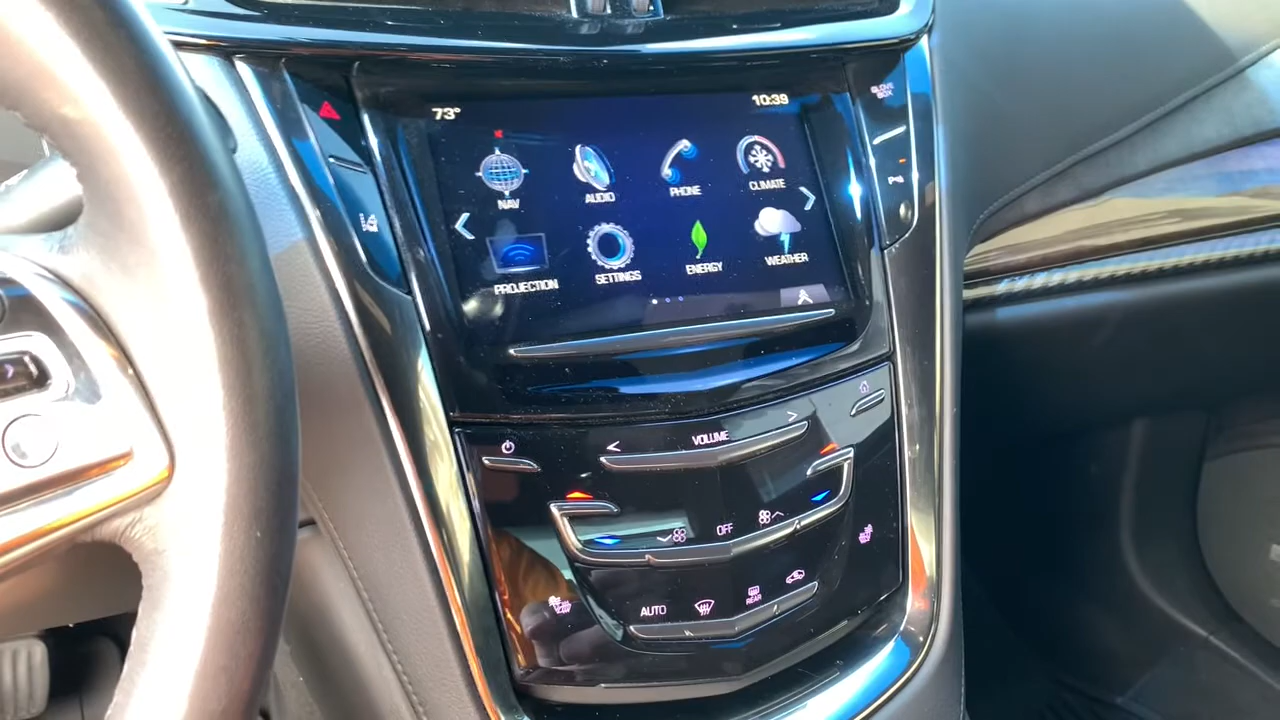 73°
10:39
GLOVE
BOX
NAV
AUDIO
PHONE
CLIMATE
PROJECTION
SETTINGS
ENERGY
WEATHER
VOLUME
OFF
AUTO
REAR